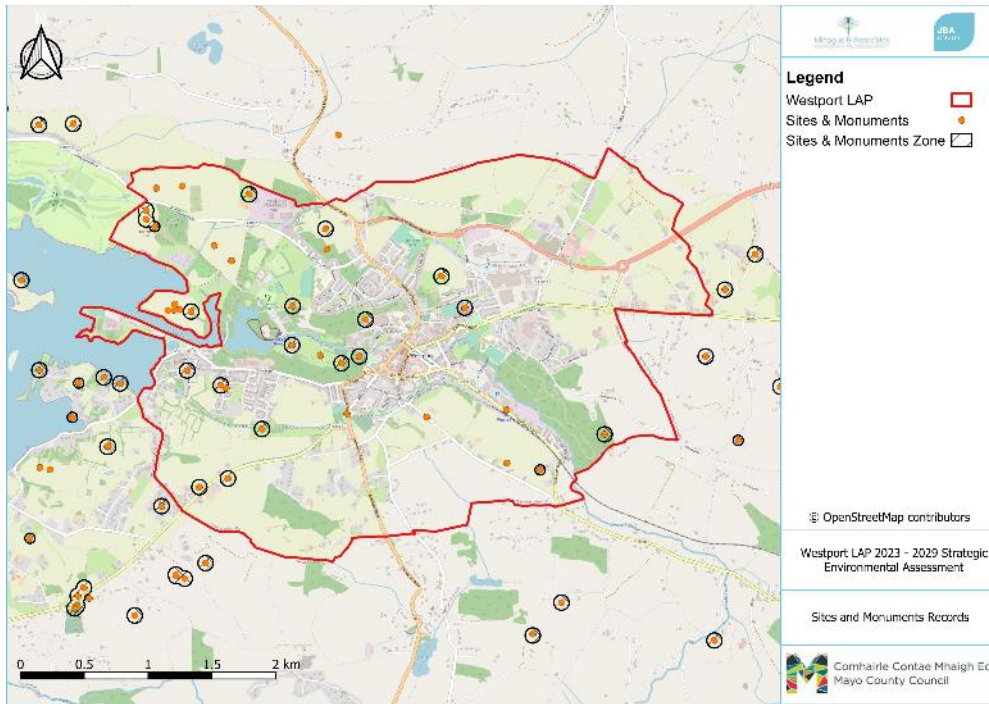 JBA
Legend
Westport LAP
Sites & Monuments
Sites & Monuments Zone
© OpenStreetMap contributors
Westport LAP 2023 - 2029 Strategic
Environmental Assessment
Sites and Monuments Records
Comhairle Contae Mhaigh Eo
Mayo County Council
0 0.5 1 1.5 2 km